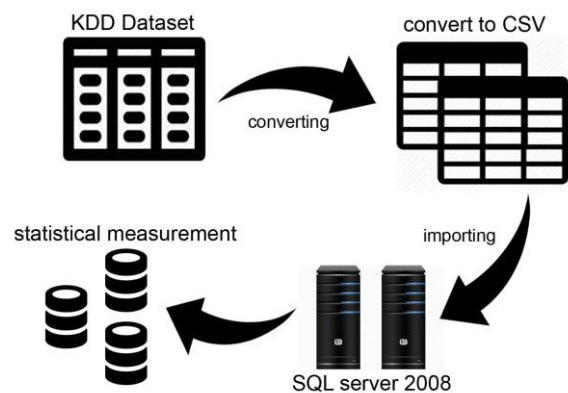 KDD Dataset
convert to CSV
converting
importing
statistical measurement
SQL server 2008